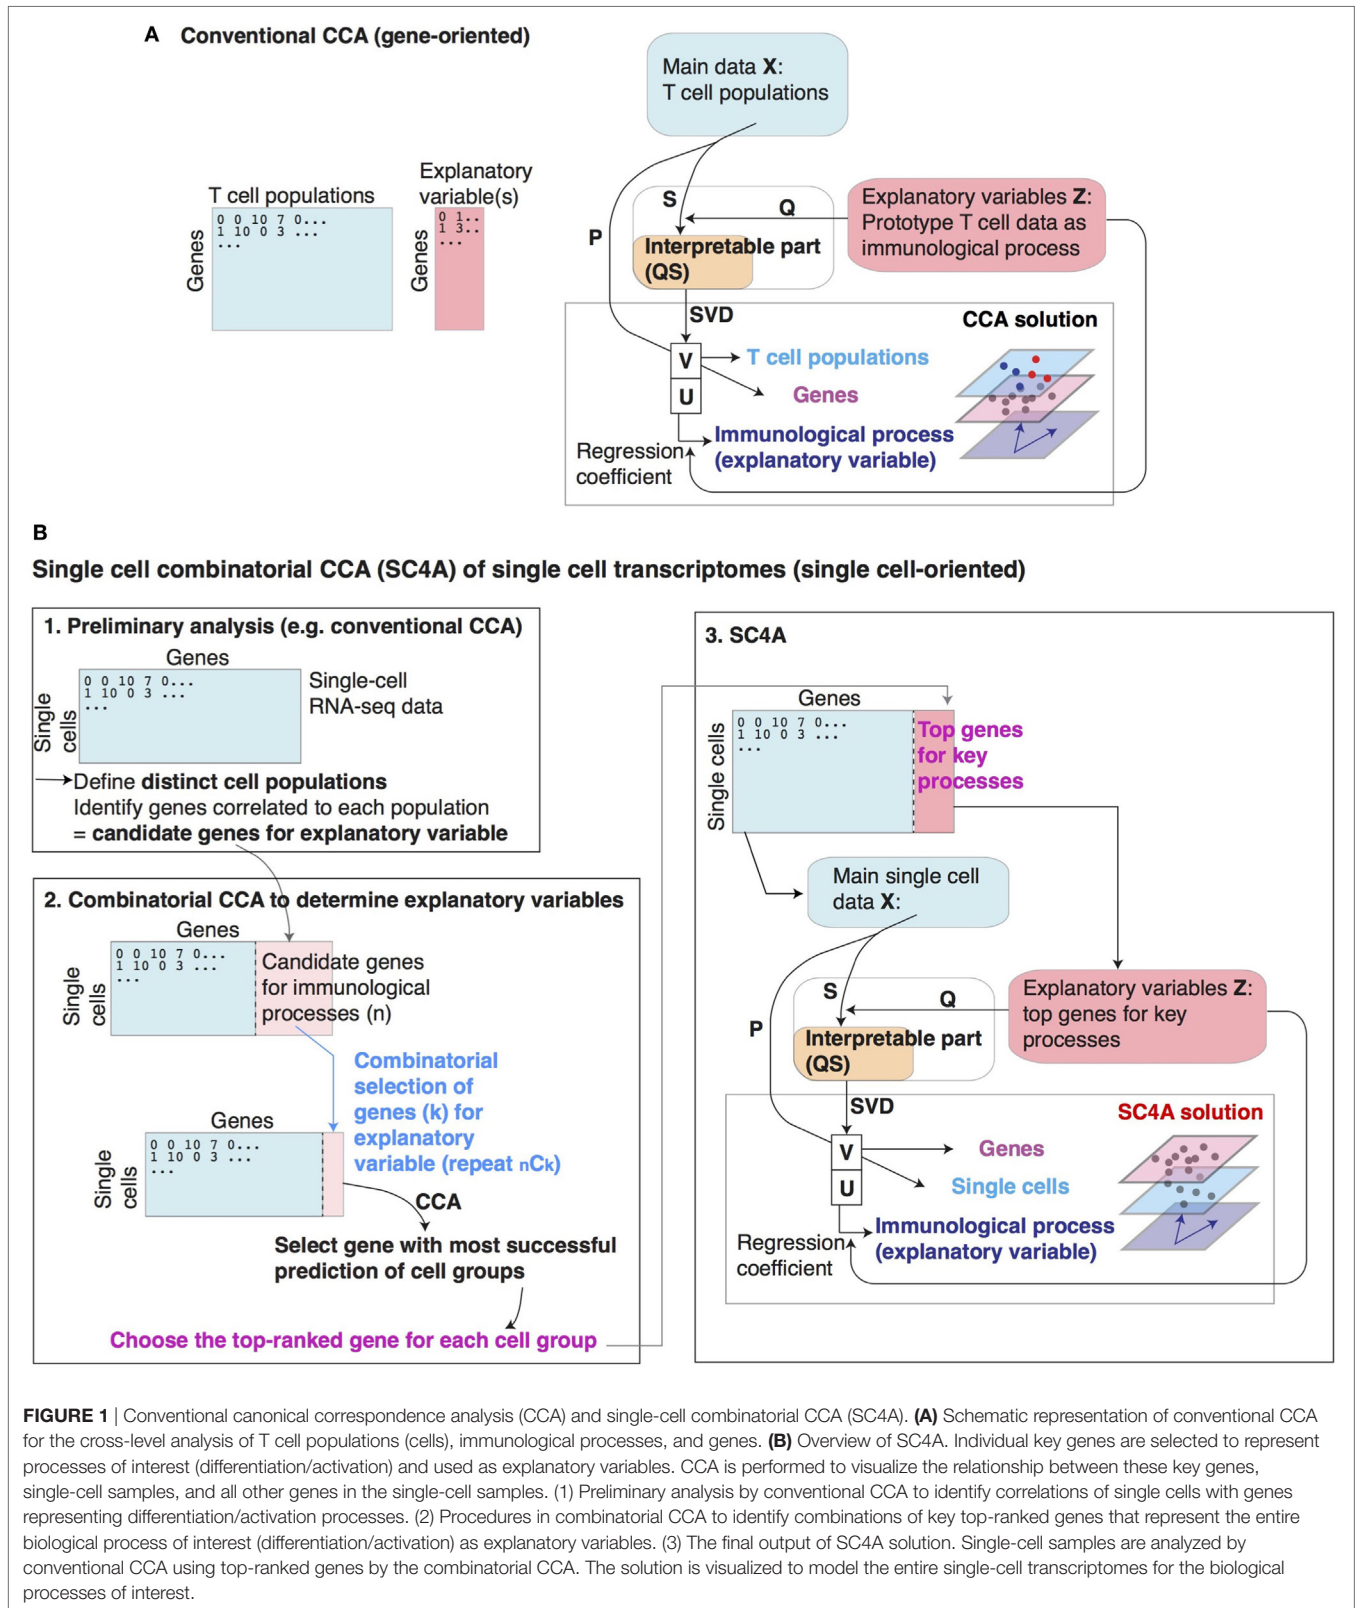 A Conventional CCA (gene-oriented)
Main data X:
T cell populations
T cell populations
Genes
0 0 10 7 0...
1 10 0 3 ...
...
Explanatory
variable(s)
Genes
0 1..
1 3..
...
S
Q
P
Explanatory variables Z:
Prototype T cell data as
immunological process
Interpretable part
(QS)
SVD
CCA solution
V
U
T cell populations
Genes
Immunological process
(explanatory variable)
Regression
coefficient
B
Single cell combinatorial CCA (SC4A) of single cell transcriptomes (single cell-oriented)
1. Preliminary analysis (e.g. conventional CCA)
Genes
Single
cells
0 0 10 7 0...
1 10 0 3 ...
...
Single-cell
RNA-seq data
Define distinct cell populations
Identify genes correlated to each population
= candidate genes for explanatory variable
2. Combinatorial CCA to determine explanatory variables
Genes
Single
cells
0 0 10 7 0...
1 10 0 3 ...
...
Candidate genes
for immunological
processes (n)
Combinatorial
selection of
genes (k) for
explanatory
variable (repeat nCk)
Genes
Single
cells
0 0 10 7 0...
1 10 0 3 ...
...
CCA
Select gene with most successful
prediction of cell groups
Choose the top-ranked gene for each cell group
3. SC4A
Genes
Single cells
0 0 10 7 0...
1 10 0 3 ...
...
Top genes
for key
processes
Main single cell
data X:
S
Q
P
Explanatory variables Z:
top genes for key
processes
Interpretable part
(QS)
SVD
SC4A solution
V
U
Genes
Single cells
Immunological process
(explanatory variable)
Regression
coefficient
FIGURE 1 | Conventional canonical correspondence analysis (CCA) and single-cell combinatorial CCA (SC4A). (A) Schematic representation of conventional CCA
for the cross-level analysis of T cell populations (cells), immunological processes, and genes. (B) Overview of SC4A. Individual key genes are selected to represent
processes of interest (differentiation/activation) and used as explanatory variables. CCA is performed to visualize the relationship between these key genes,
single-cell samples, and all other genes in the single-cell samples. (1) Preliminary analysis by conventional CCA to identify correlations of single cells with genes
representing differentiation/activation processes. (2) Procedures in combinatorial CCA to identify combinations of key top-ranked genes that represent the entire
biological process of interest (differentiation/activation) as explanatory variables. (3) The final output of SC4A solution. Single-cell samples are analyzed by
conventional CCA using top-ranked genes by the combinatorial CCA. The solution is visualized to model the entire single-cell transcriptomes for the biological
processes of interest.